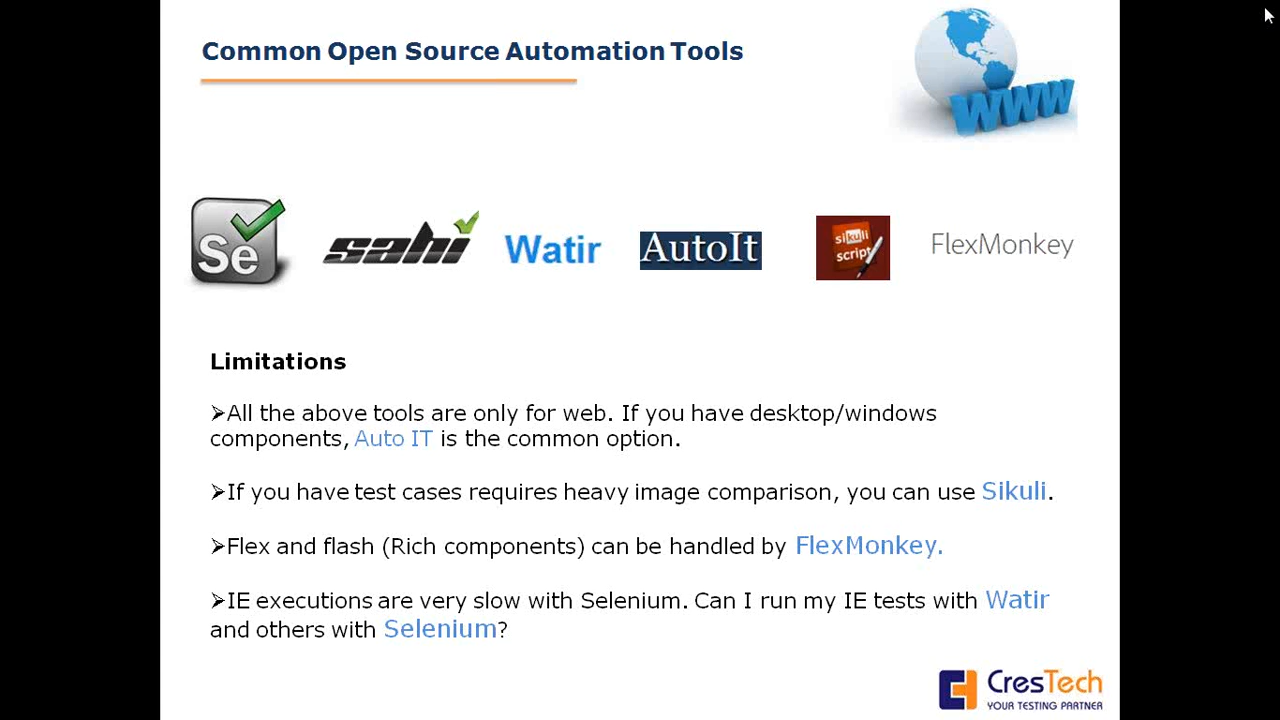 Common Open Source Automation Tools
WWW
Se
sahi
Watir
AutoIt
sikuli
script
FlexMonkey
Limitations
➢All the above tools are only for web. If you have desktop/windows
components, Auto IT is the common option.
➢If you have test cases requires heavy image comparison, you can use Sikuli.
➢Flex and flash (Rich components) can be handled by FlexMonkey.
➢IE executions are very slow with Selenium. Can I run my IE tests with Watir
and others with Selenium?
CresTech
YOUR TESTING PARTNER